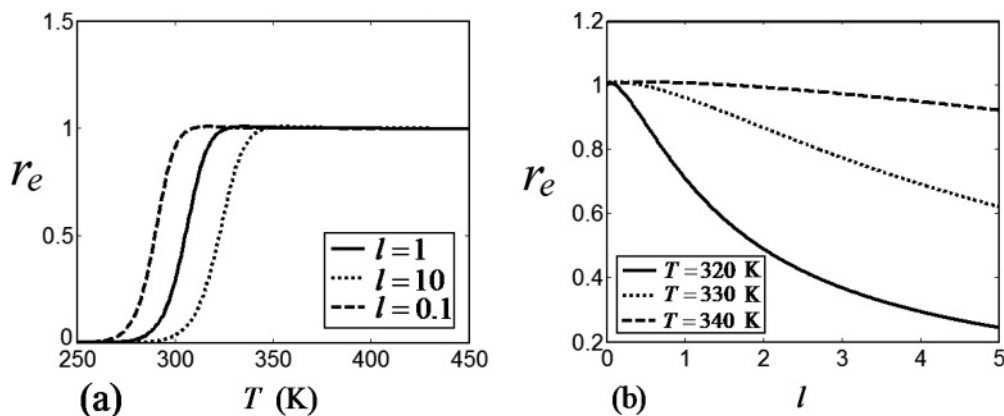 1.5
1
0.5
0
r_e
250 300 350 400 450
l = 1
l = 10
l = 0.1
(a) T (K)
1.2
1
0.8
0.6
0.4
0.2
r_e
0 1 2 3 4 5
T = 320 K
T = 330 K
T = 340 K
(b) l